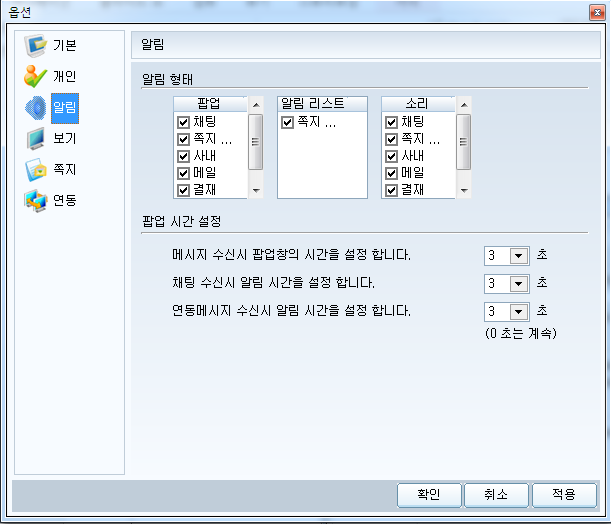 옵션
기본
개인
알림
보기
쪽지
연동
알림
알림 형태
팝업
채팅
쪽지 ...
사내
메일
결재
알림 리스트
쪽지 ...
소리
채팅
쪽지 ...
사내
메일
결재
팝업 시간 설정
메시지 수신시 팝업창의 시간을 설정 합니다. 3 초
채팅 수신시 알림 시간을 설정 합니다. 3 초
연동메시지 수신시 알림 시간을 설정 합니다. 3 초
(0 초는 계속)
확인 취소 적용